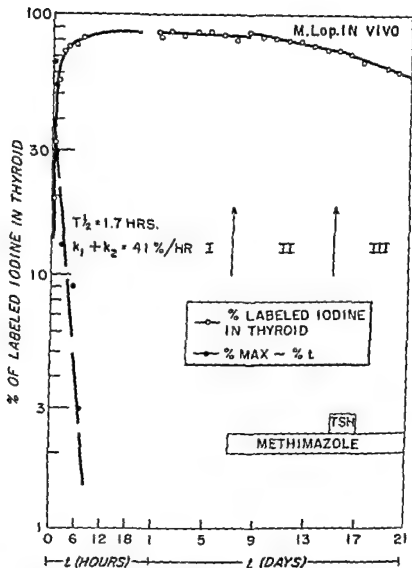 100
M.Lop. IN VIVO
30
T½ = 1.7 HRS.
k₁ + k₂ = 41 %/HR
I
II
III
10
% LABELED IODINE
IN THYROID
% MAX – % t
3
TSH
METHIMAZOLE
1
0 6 12 18 1 5 9 13 17 21
t (HOURS)
t (DAYS)
% OF LABELED IODINE IN THYROID